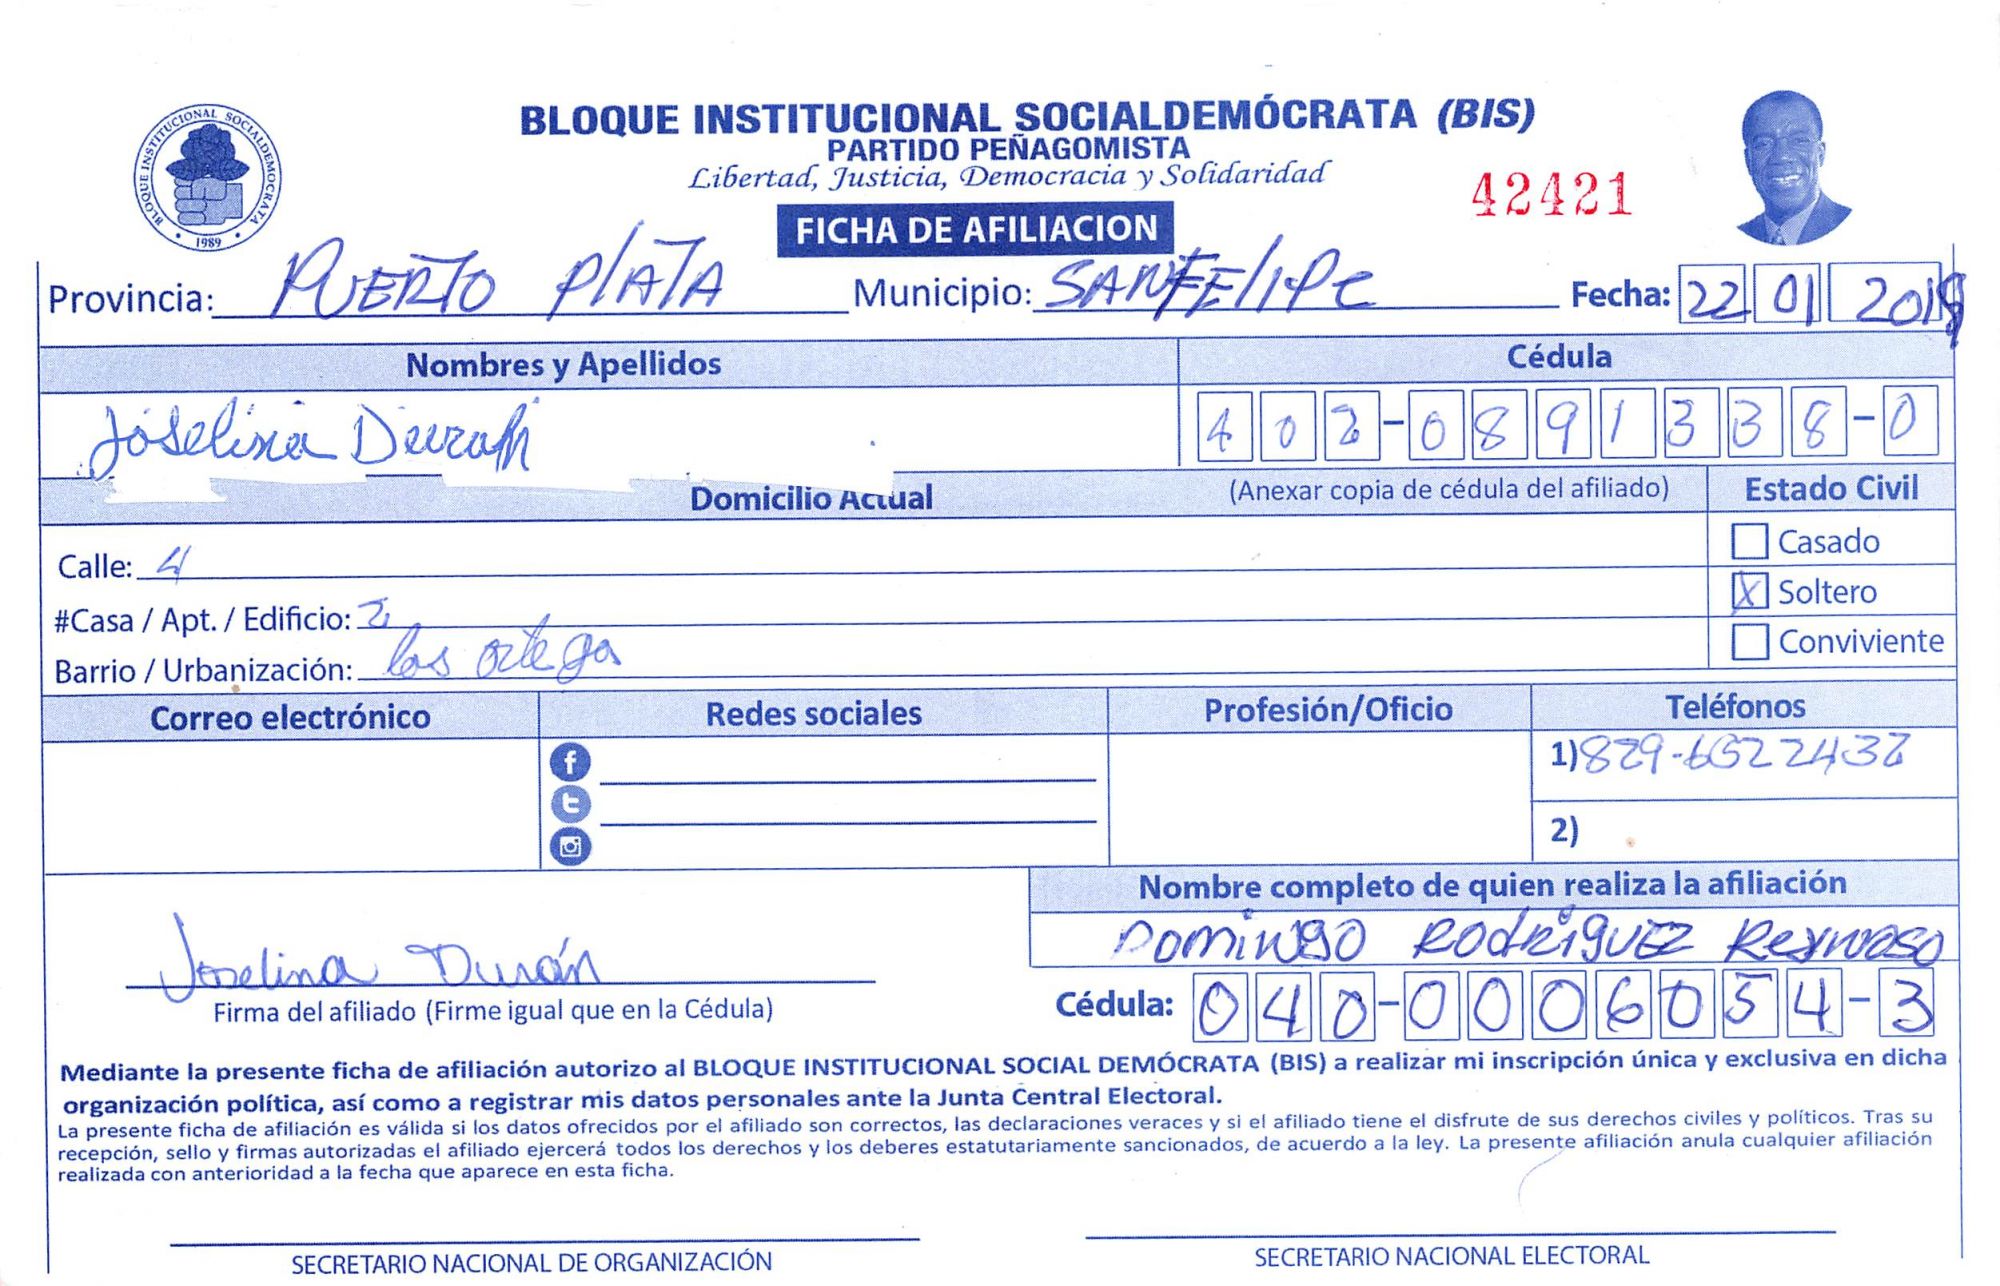 BLOQUE INSTITUCIONAL SOCIALDEMÓCRATA (BIS)
PARTIDO PEÑAGOMISTA
Libertad, Justicia, Democracia y Solidaridad
42421
BLOQUE INSTITUCIONAL SOCIALDEMOCRATA
1989
FICHA DE AFILIACION
Provincia: PUERTO PlATA Municipio: SANFElIPe Fecha: 22 01 2019
Nombres y Apellidos Cédula
Joselina Duran 402-0891338-0
Domicilio Actual (Anexar copia de cédula del afiliado) Estado Civil
Calle: 4
Casado
#Casa / Apt. / Edificio: 2
X Soltero
Barrio / Urbanización: los ortega
Conviviente
Correo electrónico Redes sociales Profesión/Oficio Teléfonos
1) 829-6522432
2)
Nombre completo de quien realiza la afiliación
Domingo Rodriguez Reynoso
Joselina Durán
Firma del afiliado (Firme igual que en la Cédula)
Cédula: 040-0006054-3
Mediante la presente ficha de afiliación autorizo al BLOQUE INSTITUCIONAL SOCIAL DEMÓCRATA (BIS) a realizar mi inscripción única y exclusiva en dicha
organización política, así como a registrar mis datos personales ante la Junta Central Electoral.
La presente ficha de afiliación es válida si los datos ofrecidos por el afiliado son correctos, las declaraciones veraces y si el afiliado tiene el disfrute de sus derechos civiles y políticos. Tras su
recepción, sello y firmas autorizadas el afiliado ejercerá todos los derechos y los deberes estatutariamente sancionados, de acuerdo a la ley. La presente afiliación anula cualquier afiliación
realizada con anterioridad a la fecha que aparece en esta ficha.
SECRETARIO NACIONAL DE ORGANIZACIÓN SECRETARIO NACIONAL ELECTORAL